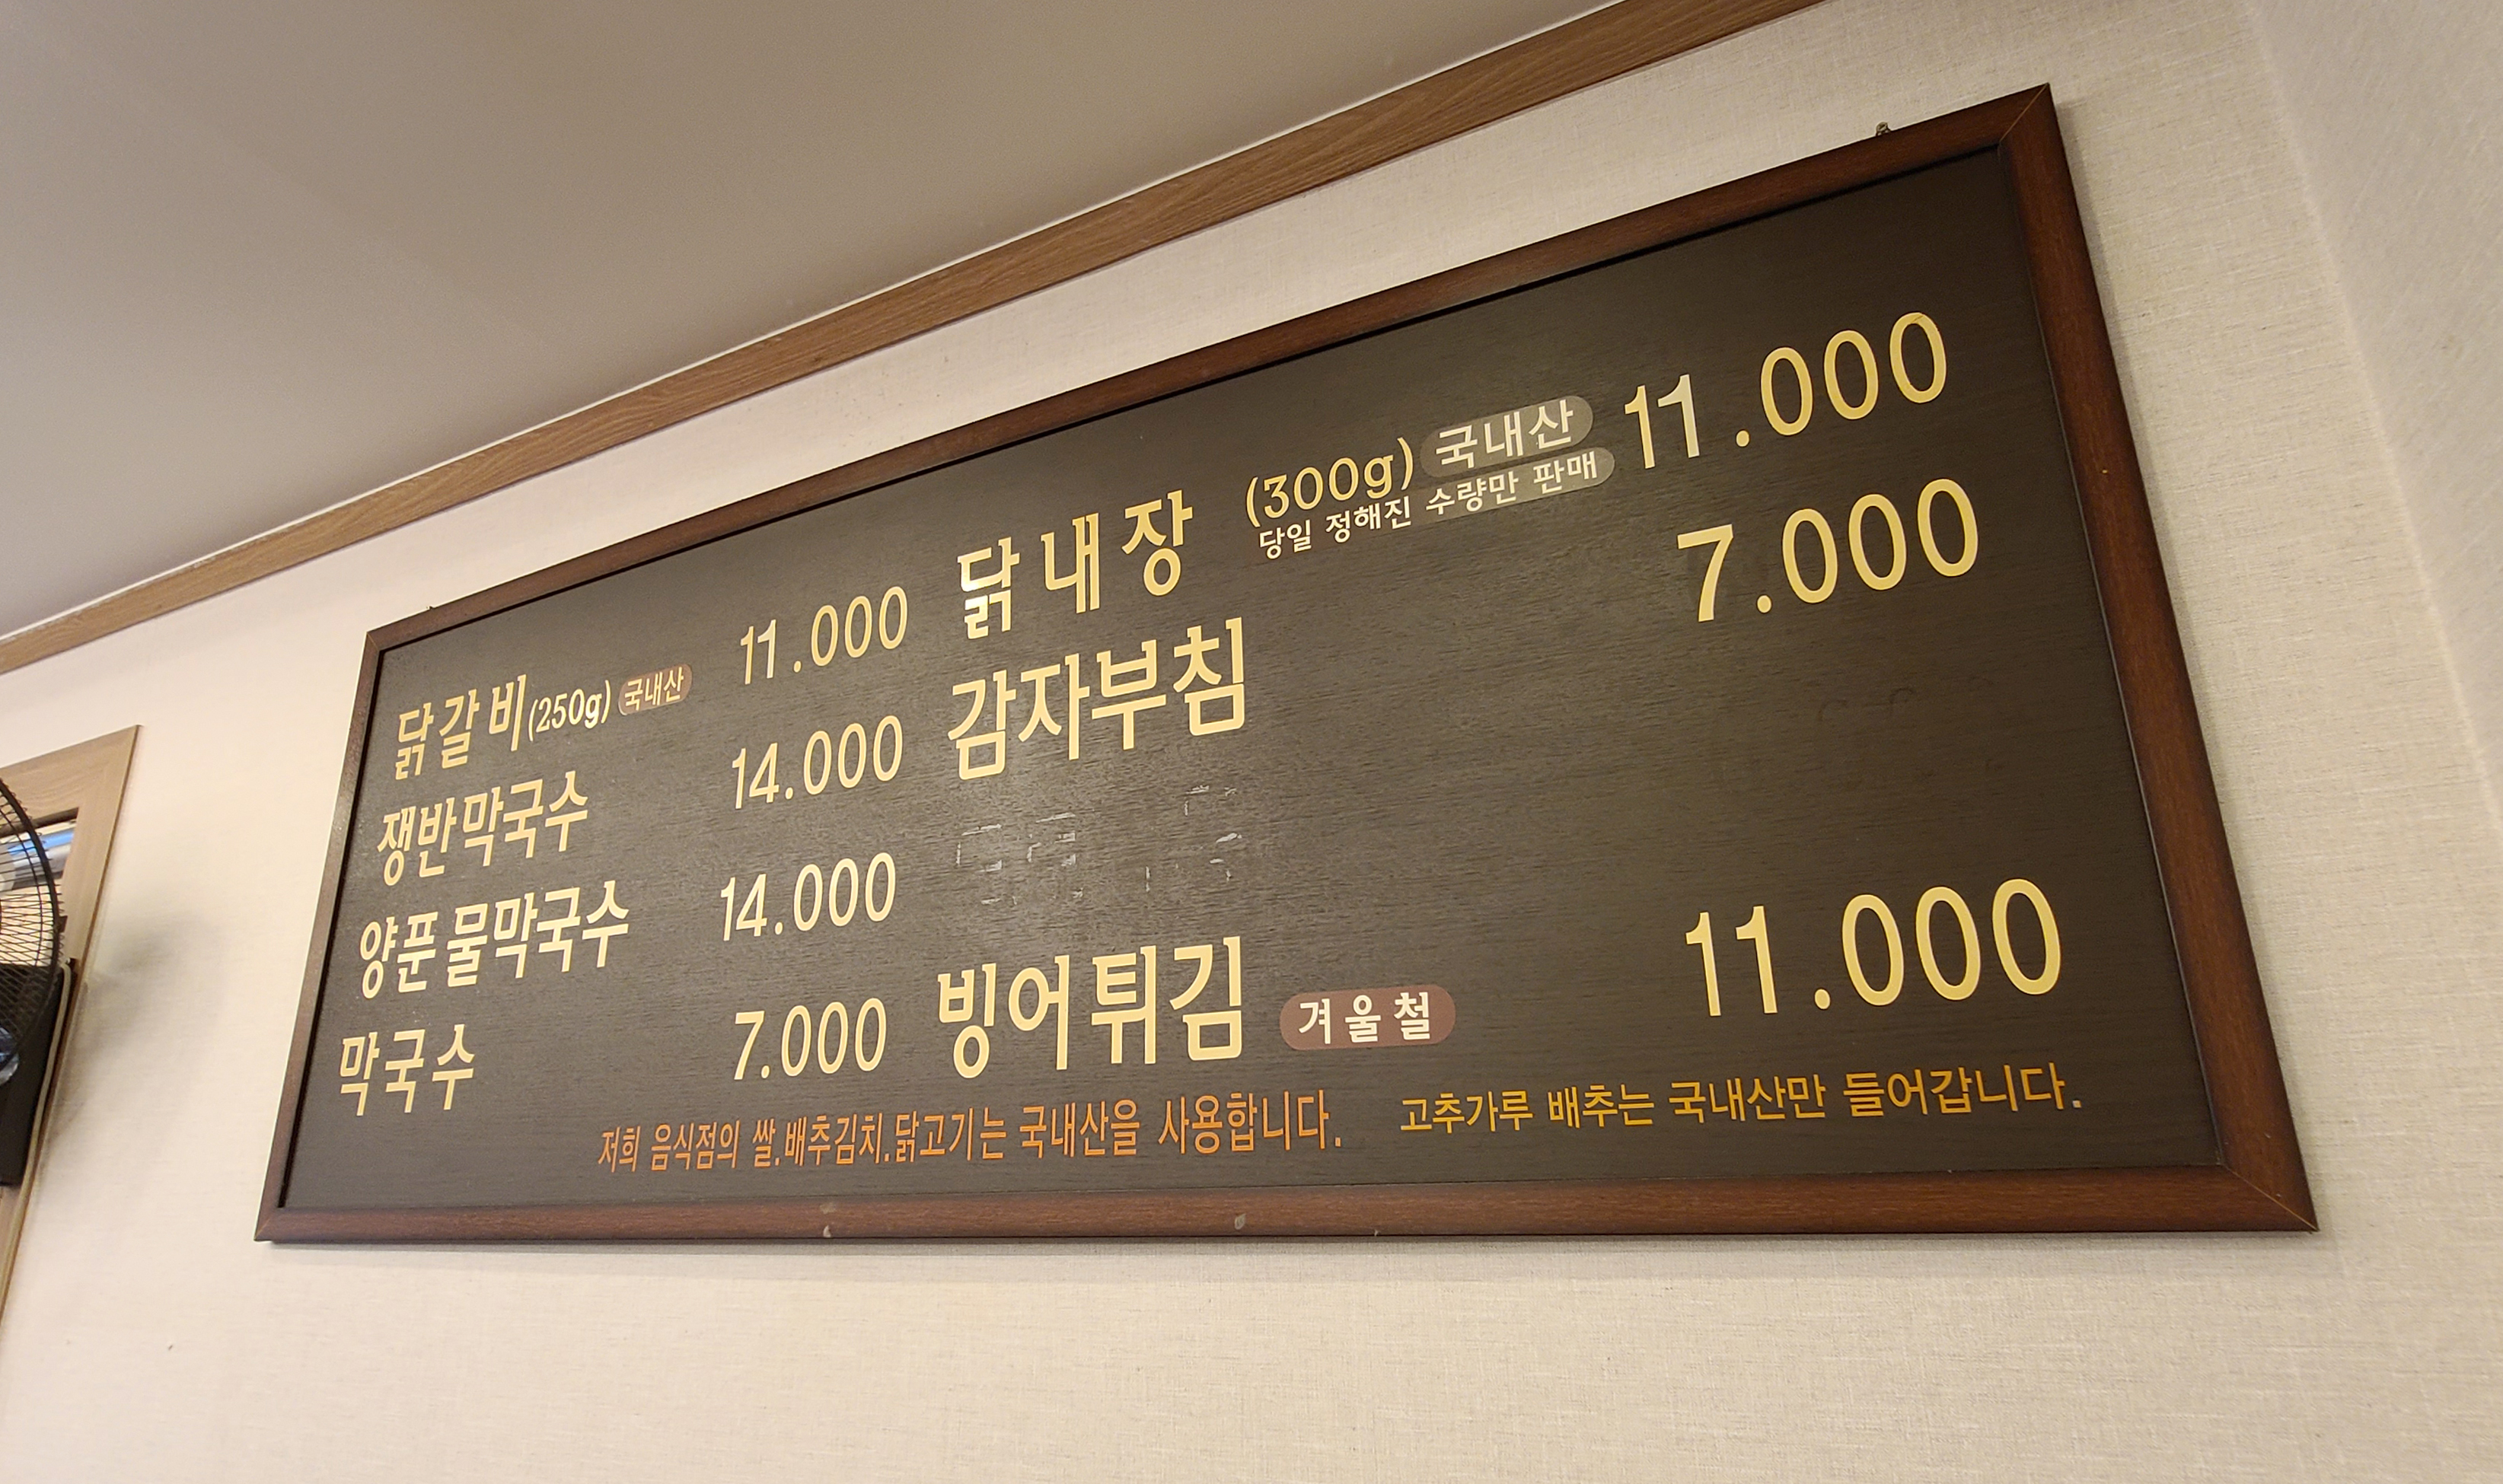 닭갈비(250g) 국내산 11.000
쟁반막국수 14.000
양푼물막국수 14.000
막국수 7.000
닭내장 (300g) 국내산 11.000
당일 정해진 수량만 판매
감자부침 7.000
빙어튀김 겨울철 11.000
저희 음식점의 쌀.배추김치.닭고기는 국내산을 사용합니다.
고추가루 배추는 국내산만 들어갑니다.